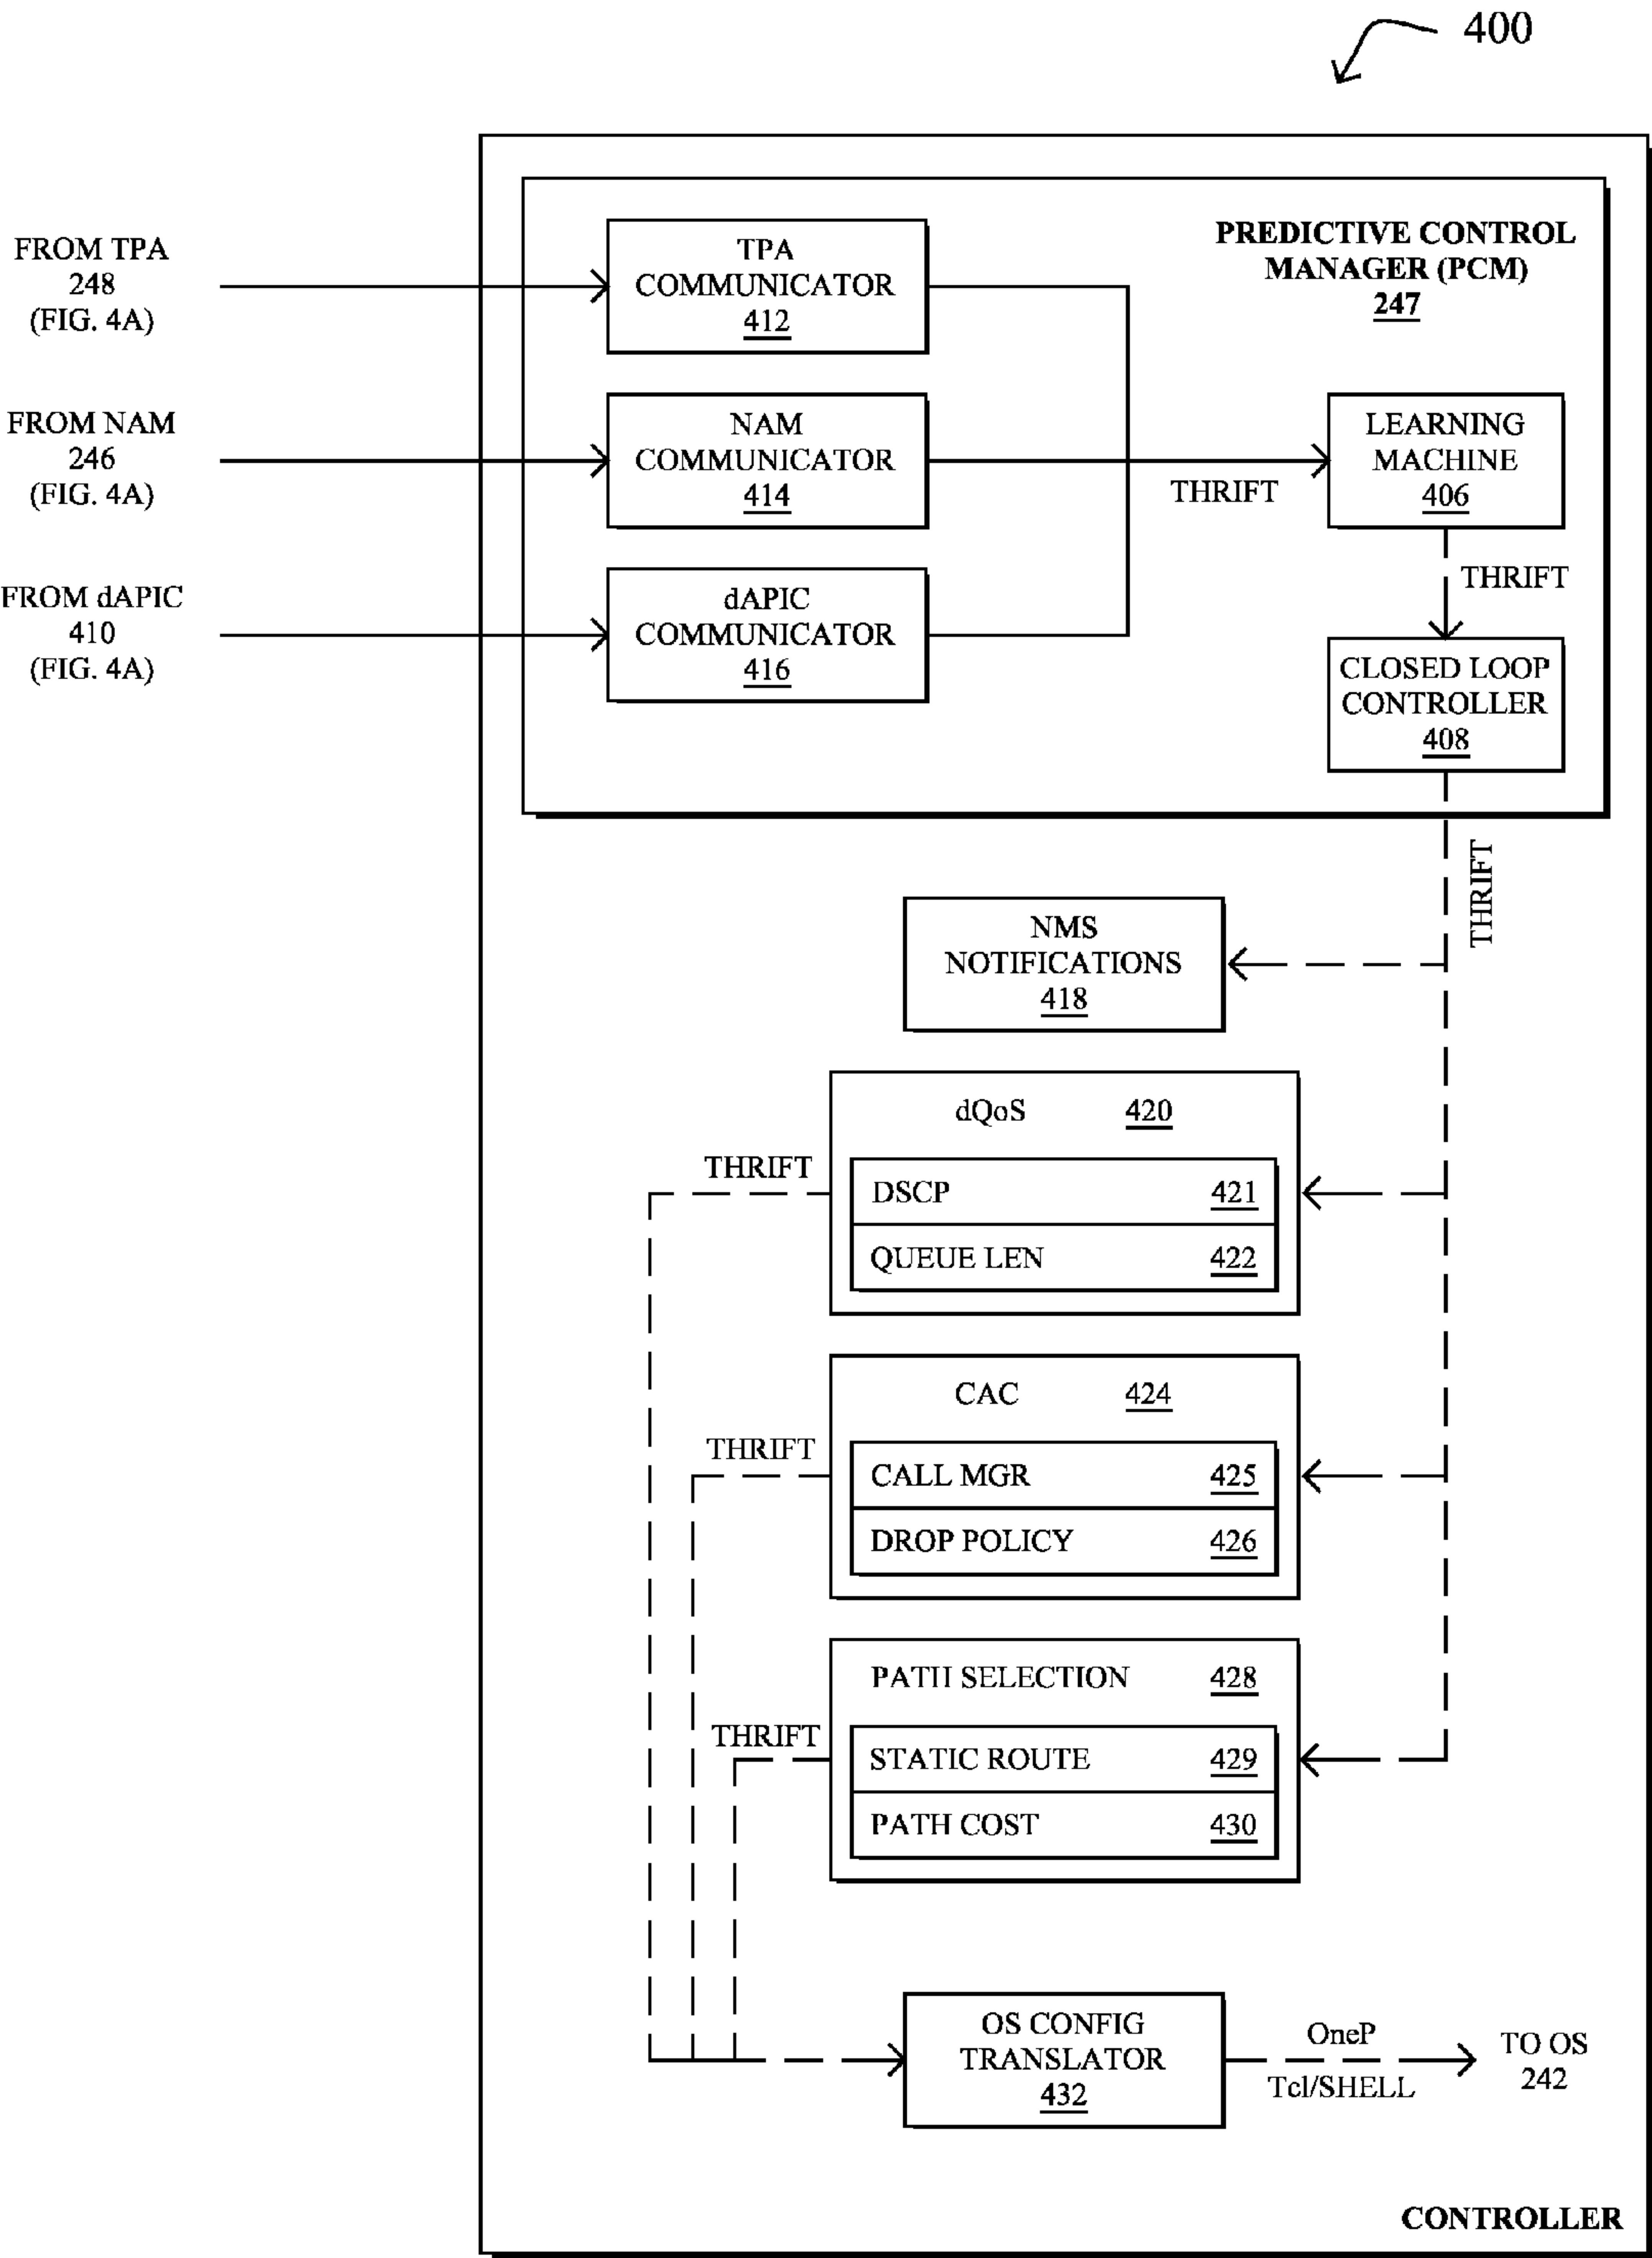 400
FROM TPA
248
(FIG. 4A)
TPA
COMMUNICATOR
412
PREDICTIVE CONTROL
MANAGER (PCM)
247
FROM NAM
246
(FIG. 4A)
NAM
COMMUNICATOR
414
THRIFT
LEARNING
MACHINE
406
THRIFT
FROM dAPIC
410
(FIG. 4A)
dAPIC
COMMUNICATOR
416
CLOSED LOOP
CONTROLLER
408
THRIFT
NMS
NOTIFICATIONS
418
dQoS 420
THRIFT
DSCP 421
QUEUE LEN 422
CAC 424
THRIFT
CALL MGR 425
DROP POLICY 426
PATH SELECTION 428
THRIFT
STATIC ROUTE 429
PATH COST 430
OS CONFIG
TRANSLATOR
432
OneP
Tcl/SHELL
TO OS
242
CONTROLLER